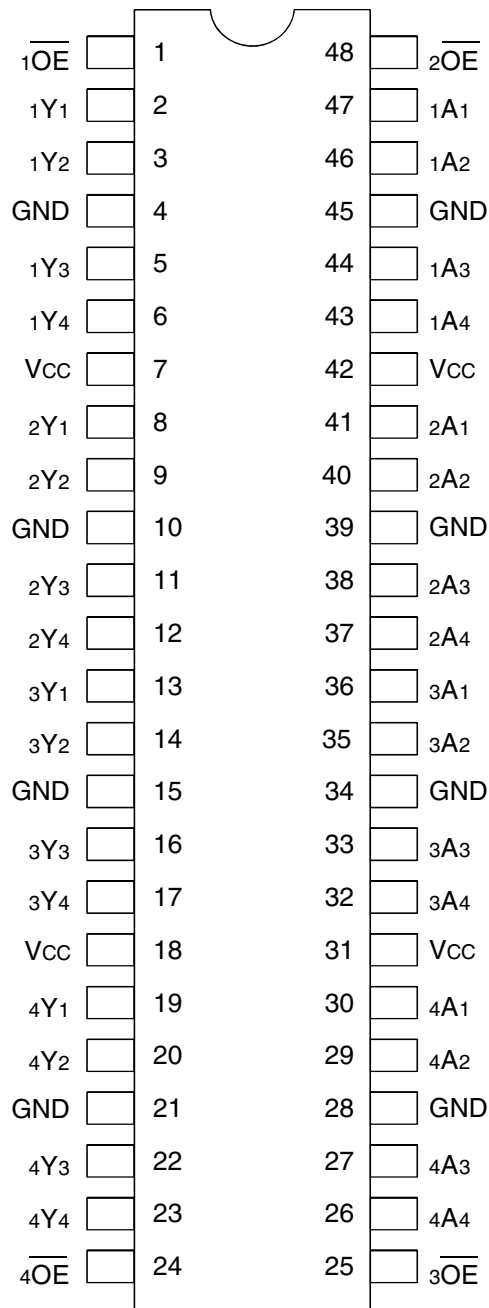 1OE 1 48 2OE
1Y1 2 47 1A1
1Y2 3 46 1A2
GND 4 45 GND
1Y3 5 44 1A3
1Y4 6 43 1A4
VCC 7 42 VCC
2Y1 8 41 2A1
2Y2 9 40 2A2
GND 10 39 GND
2Y3 11 38 2A3
2Y4 12 37 2A4
3Y1 13 36 3A1
3Y2 14 35 3A2
GND 15 34 GND
3Y3 16 33 3A3
3Y4 17 32 3A4
VCC 18 31 VCC
4Y1 19 30 4A1
4Y2 20 29 4A2
GND 21 28 GND
4Y3 22 27 4A3
4Y4 23 26 4A4
4OE 24 25 3OE